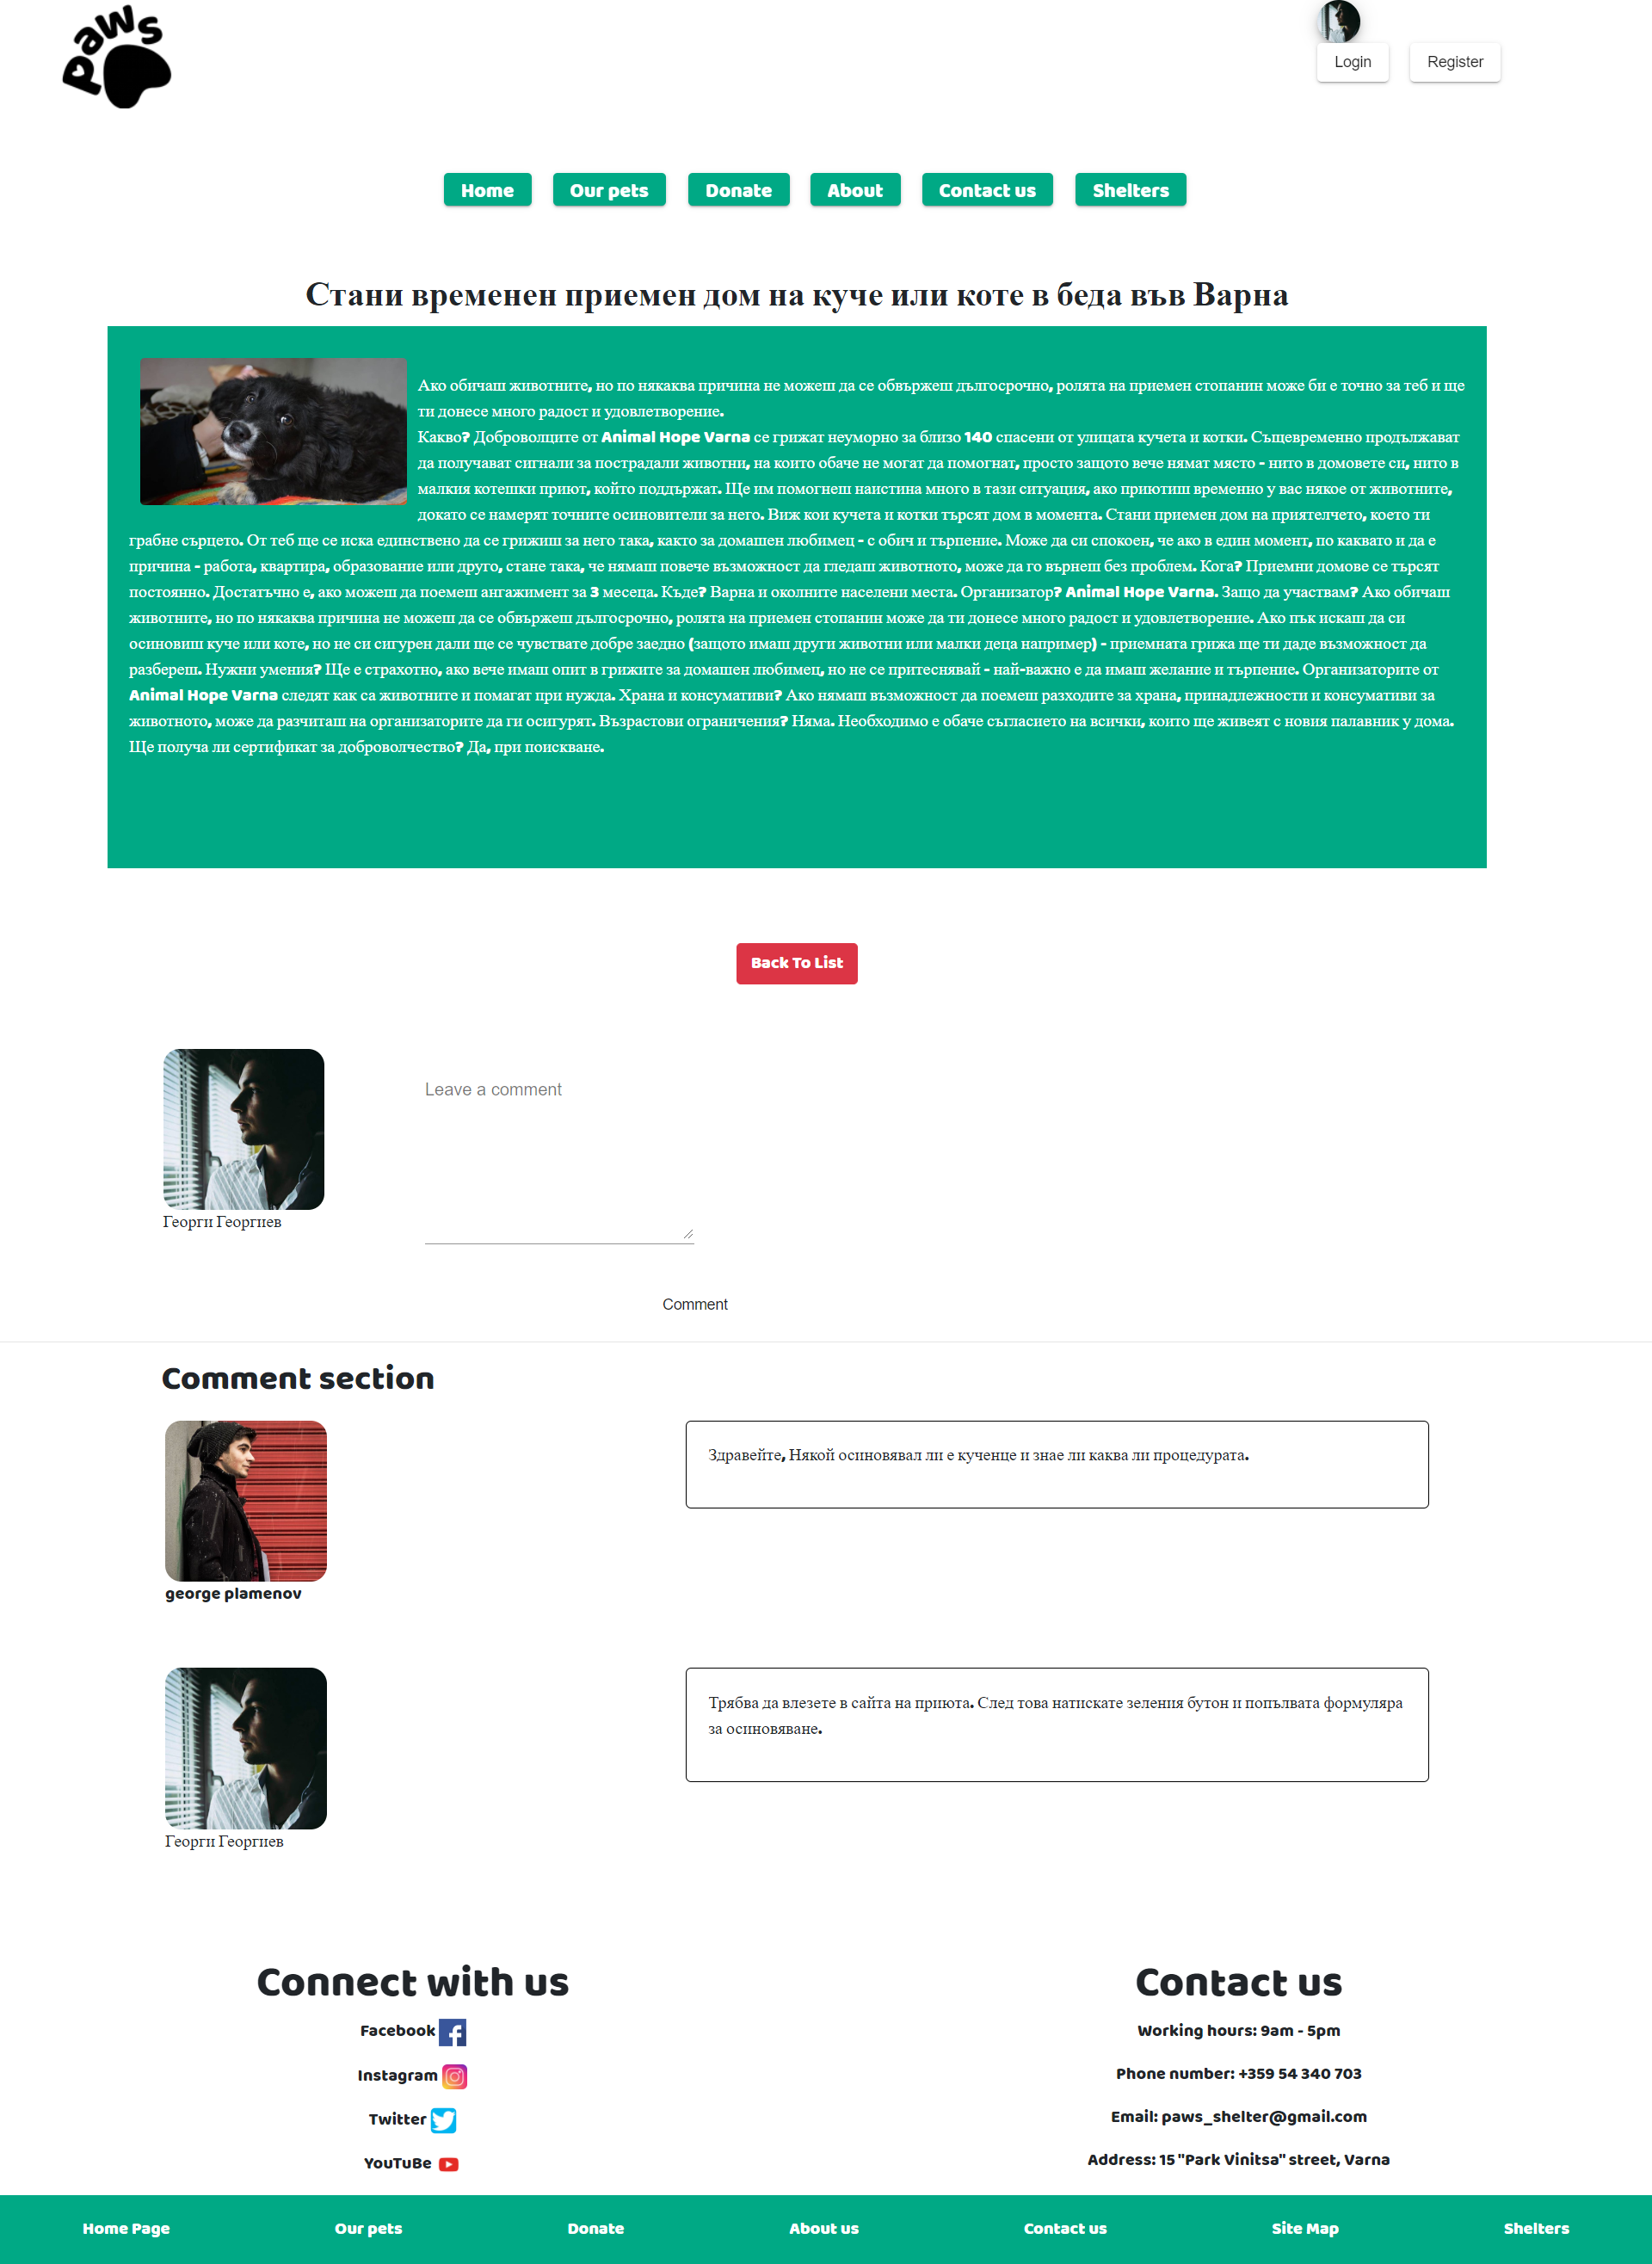 paws
Login
Register
Home
Our pets
Donate
About
Contact us
Shelters
Стани временен приемен дом на куче или коте в беда във Варна
Ако обичаш животните, но по някаква причина не можеш да се обвържеш дългосрочно, ролята на приемен стопанин може би е точно за теб и ще
ти донесе много радост и удовлетворение.
Какво? Доброволците от Animal Hope Varna се грижат неуморно за близо 140 спасени от улицата кучета и котки. Същевременно продължават
да получават сигнали за пострадали животни, на които обаче не могат да помогнат, просто защото вече нямат място - нито в домовете си, нито в
малкия котешки приют, който поддържат. Ще им помогнеш наистина много в тази ситуация, ако приютиш временно у вас някое от животните,
докато се намерят точните осиновители за него. Виж кои кучета и котки търсят дом в момента. Стани приемен дом на приятелчето, което ти
грабне сърцето. От теб ще се иска единствено да се грижиш за него така, както за домашен любимец - с обич и търпение. Може да си спокоен, че ако в един момент, по каквато и да е
причина - работа, квартира, образование или друго, стане така, че нямаш повече възможност да гледаш животното, може да го върнеш без проблем. Кога? Приемни домове се търсят
постоянно. Достатъчно е, ако можеш да поемеш ангажимент за 3 месеца. Къде? Варна и околните населени места. Организатор? Animal Hope Varna. Защо да участвам? Ако обичаш
животните, но по някаква причина не можеш да се обвържеш дългосрочно, ролята на приемен стопанин може да ти донесе много радост и удовлетворение. Ако пък искаш да си
осиновиш куче или коте, но не си сигурен дали ще се чувствате добре заедно (защото имаш други животни или малки деца например) - приемната грижа ще ти даде възможност да
разбереш. Нужни умения? Ще е страхотно, ако вече имаш опит в грижите за домашен любимец, но не се притеснявай - най-важно е да имаш желание и търпение. Организаторите от
Animal Hope Varna следят как са животните и помагат при нужда. Храна и консумативи? Ако нямаш възможност да поемеш разходите за храна, принадлежности и консумативи за
животното, може да разчиташ на организаторите да ги осигурят. Възрастови ограничения? Няма. Необходимо е обаче съгласието на всички, които ще живеят с новия палавник у дома.
Ще получа ли сертификат за доброволчество? Да, при поискване.
Back To List
Leave a comment
Георги Георгиев
Comment
Comment section
Здравейте, Някой осиновявал ли е кученце и знае ли каква ли процедурата.
george plamenov
Трябва да влезете в сайта на приюта. След това натискате зеления бутон и попълвата формуляра
за осиновяване.
Георги Георгиев
Connect with us
Facebook
Instagram
Twitter
YouTuBe
Contact us
Working hours: 9am - 5pm
Phone number: +359 54 340 703
Email: paws_shelter@gmail.com
Address: 15 "Park Vinitsa" street, Varna
Home Page
Our pets
Donate
About us
Contact us
Site Map
Shelters